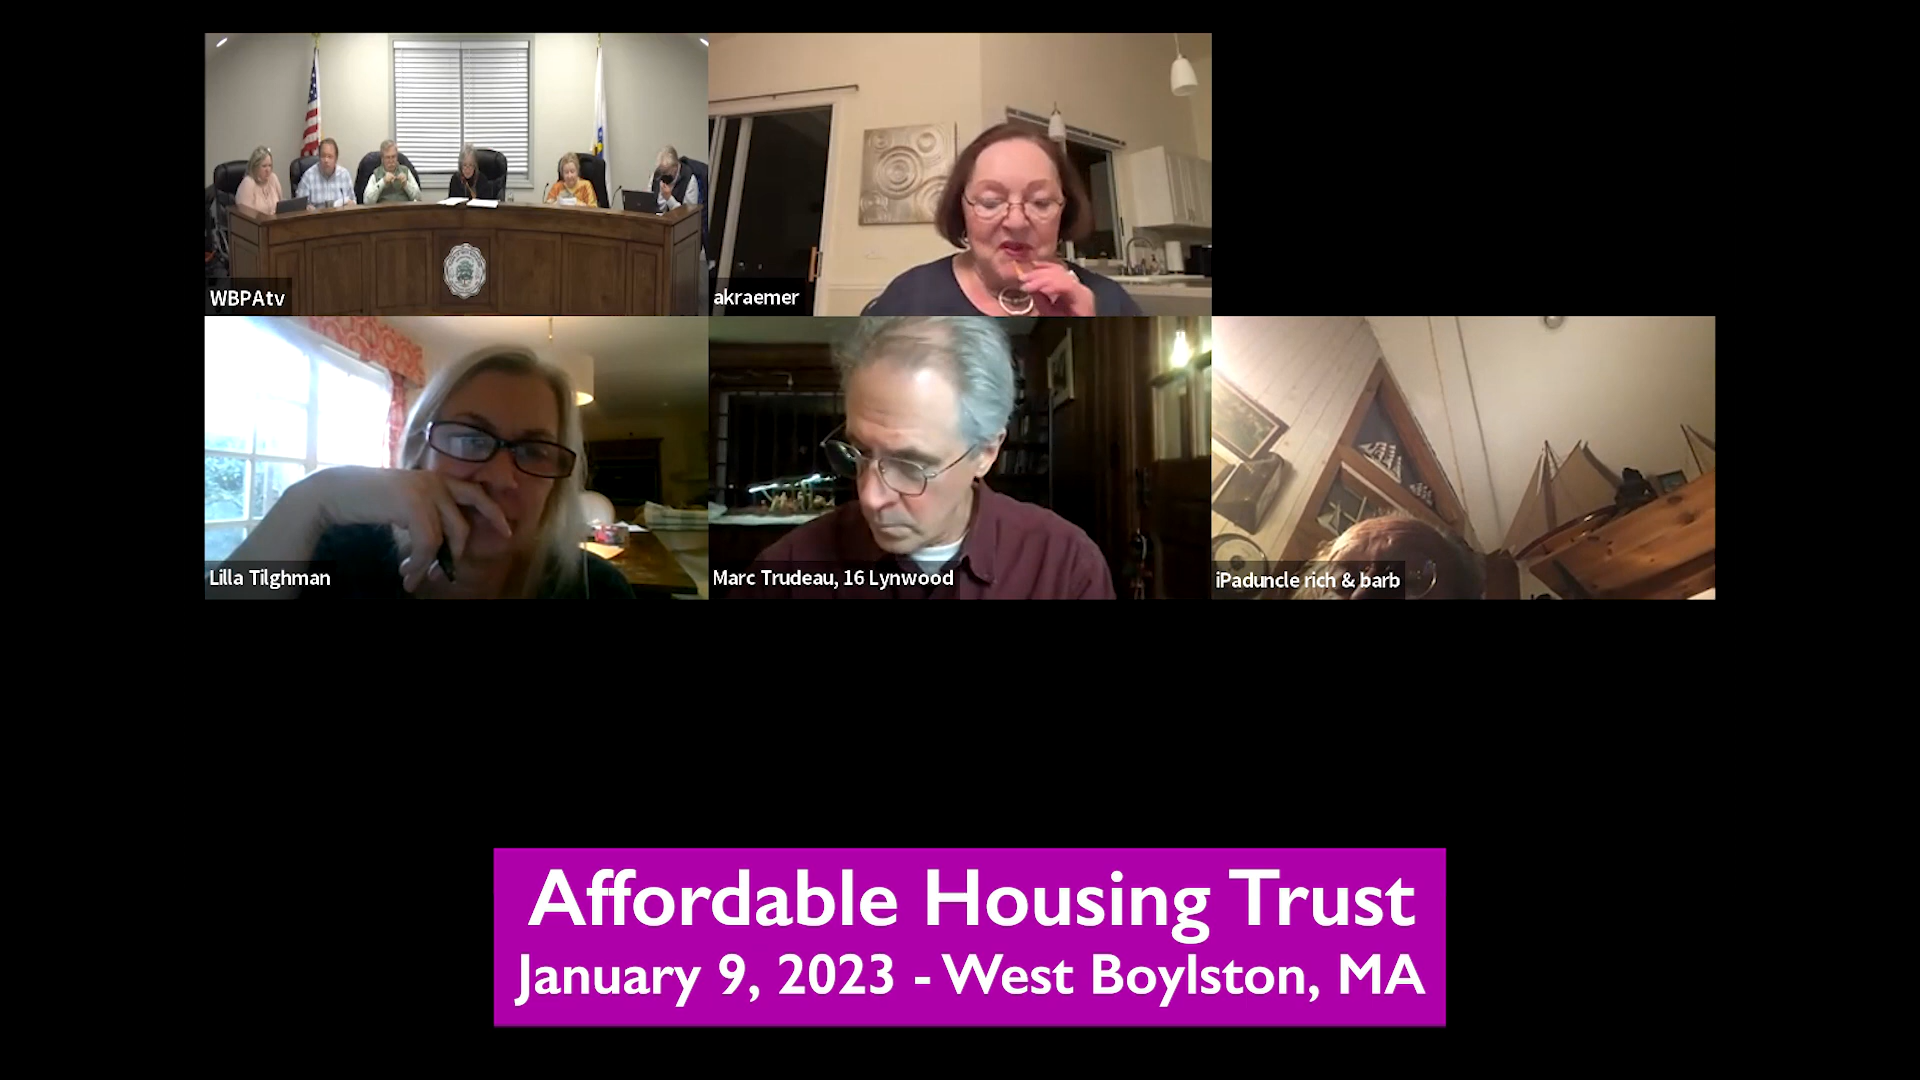 WBPAtv
akraemer
Lilla Tilghman
Marc Trudeau, 16 Lynwood
iPaduncle rich & barb
Affordable Housing Trust
January 9, 2023 - West Boylston, MA